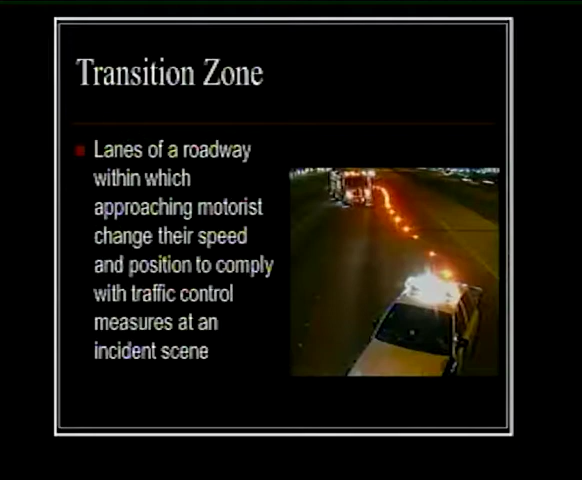 Transition Zone
Lanes of a roadway
within which
approaching motorist
change their speed
and position to comply
with traffic control
measures at an
incident scene